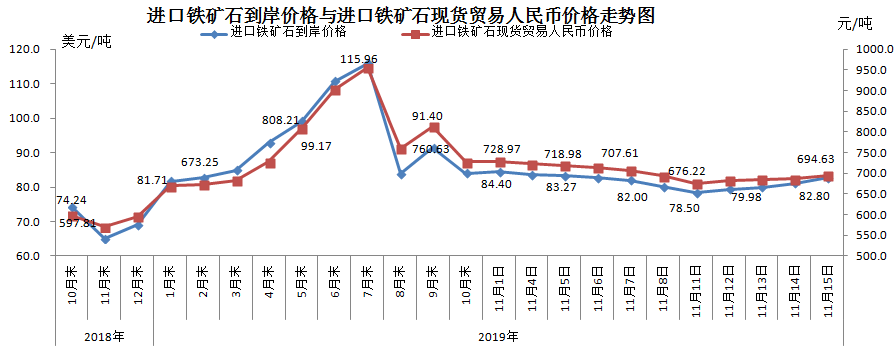 进口铁矿石到岸价格与进口铁矿石现货贸易人民币价格走势图
美元/吨
元/吨
进口铁矿石到岸价格
进口铁矿石现货贸易人民币价格
120.0
110.0
100.0
90.0
80.0
70.0
60.0
1000.0
950.0
900.0
850.0
800.0
750.0
700.0
650.0
600.0
550.0
500.0
74.24
597.81
81.71
673.25
808.21
99.17
115.96
91.40
760.63
728.97
84.40
718.98
83.27
707.61
82.00
676.22
78.50
79.98
694.63
82.80
10月末
11月末
12月末
1月末
2月末
3月末
4月末
5月末
6月末
7月末
8月末
9月末
10月末
11月1日
11月4日
11月5日
11月6日
11月7日
11月8日
11月11日
11月12日
11月13日
11月14日
11月15日
2018年
2019年